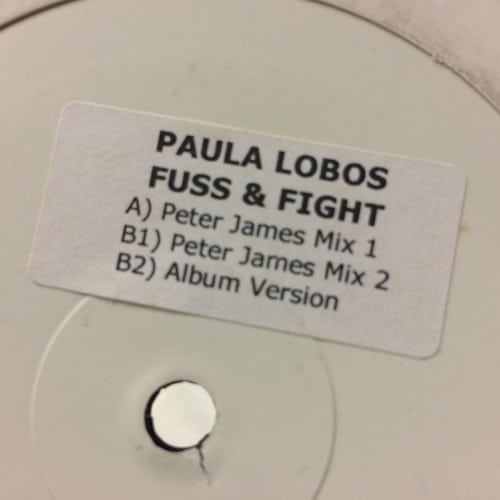 PAULA LOBOS
FUSS & FIGHT
A) Peter James Mix 1
B1) Peter James Mix 2
B2) Album Version